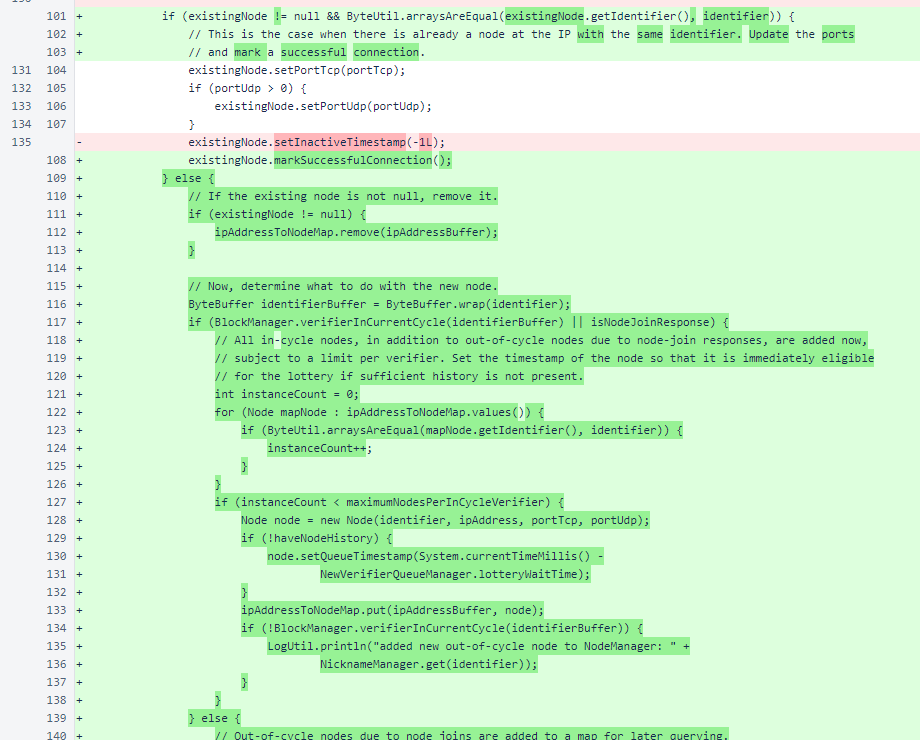 101 + if (existingNode != null && ByteUtil.arraysAreEqual(existingNode.getIdentifier(), identifier)) {
102 + // This is the case when there is already a node at the IP with the same identifier. Update the ports
103 + // and mark a successful connection.
131 104 existingNode.setPortTcp(portTcp);
132 105 if (portUdp > 0) {
133 106 existingNode.setPortUdp(portUdp);
134 107 }
135 - existingNode.setInactiveTimestamp(-1L);
108 + existingNode.markSuccessfulConnection();
109 + } else {
110 + // If the existing node is not null, remove it.
111 + if (existingNode != null) {
112 + ipAddressToNodeMap.remove(ipAddressBuffer);
113 + }
114 +
115 + // Now, determine what to do with the new node.
116 + ByteBuffer identifierBuffer = ByteBuffer.wrap(identifier);
117 + if (BlockManager.verifierInCurrentCycle(identifierBuffer) || isNodeJoinResponse) {
118 + // All in-cycle nodes, in addition to out-of-cycle nodes due to node-join responses, are added now,
119 + // subject to a limit per verifier. Set the timestamp of the node so that it is immediately eligible
120 + // for the lottery if sufficient history is not present.
121 + int instanceCount = 0;
122 + for (Node mapNode : ipAddressToNodeMap.values()) {
123 + if (ByteUtil.arraysAreEqual(mapNode.getIdentifier(), identifier)) {
124 + instanceCount++;
125 + }
126 + }
127 + if (instanceCount < maximumNodesPerInCycleVerifier) {
128 + Node node = new Node(identifier, ipAddress, portTcp, portUdp);
129 + if (!haveNodeHistory) {
130 + node.setQueueTimestamp(System.currentTimeMillis() -
131 + NewVerifierQueueManager.lotteryWaitTime);
132 + }
133 + ipAddressToNodeMap.put(ipAddressBuffer, node);
134 + if (!BlockManager.verifierInCurrentCycle(identifierBuffer)) {
135 + LogUtil.println("added new out-of-cycle node to NodeManager: " +
136 + NicknameManager.get(identifier));
137 + }
138 + }
139 + } else {
140 + // Out-of-cycle nodes due to node joins are added to a map for later querying.